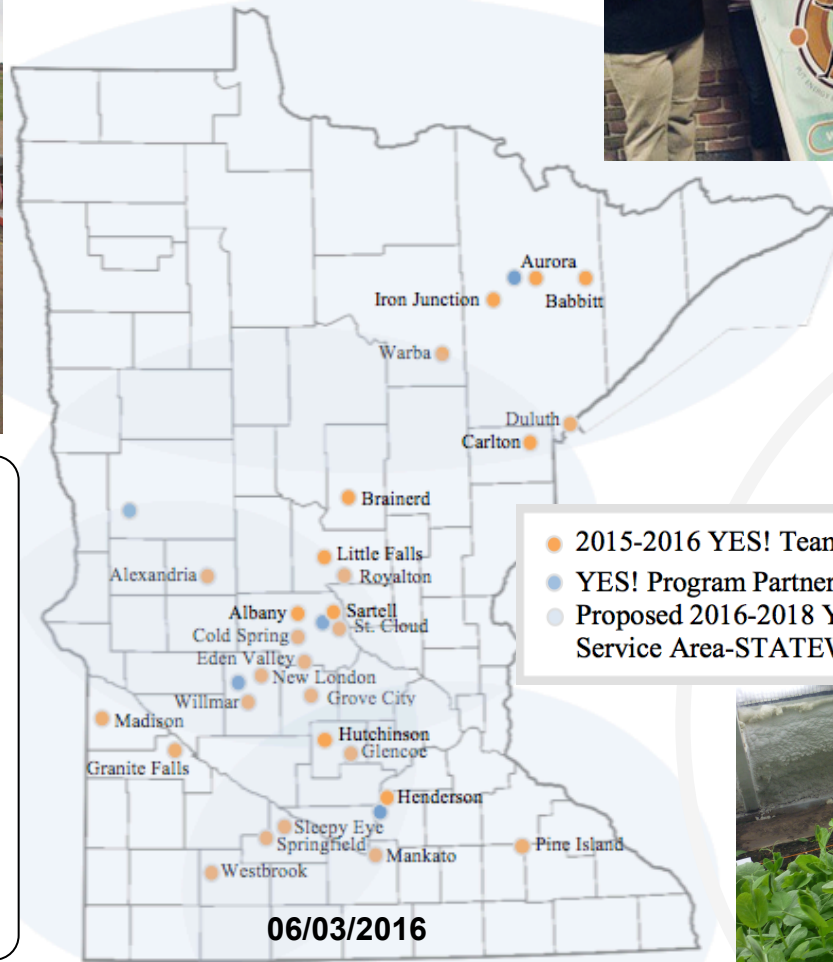 Aurora
Iron Junction
Babbitt
Warba
Duluth
Carlton
Brainerd
Little Falls
Alexandria
Royalton
Albany
Sartell
St. Cloud
Cold Spring
Eden Valley
New London
Willmar
Grove City
Madison
Hutchinson
Glencoe
Granite Falls
Henderson
Sleepy Eye
Springfield
Pine Island
Mankato
Westbrook
06/03/2016
2015-2016 YES! Team
YES! Program Partner
Proposed 2016-2018 Y
Service Area-STATEW